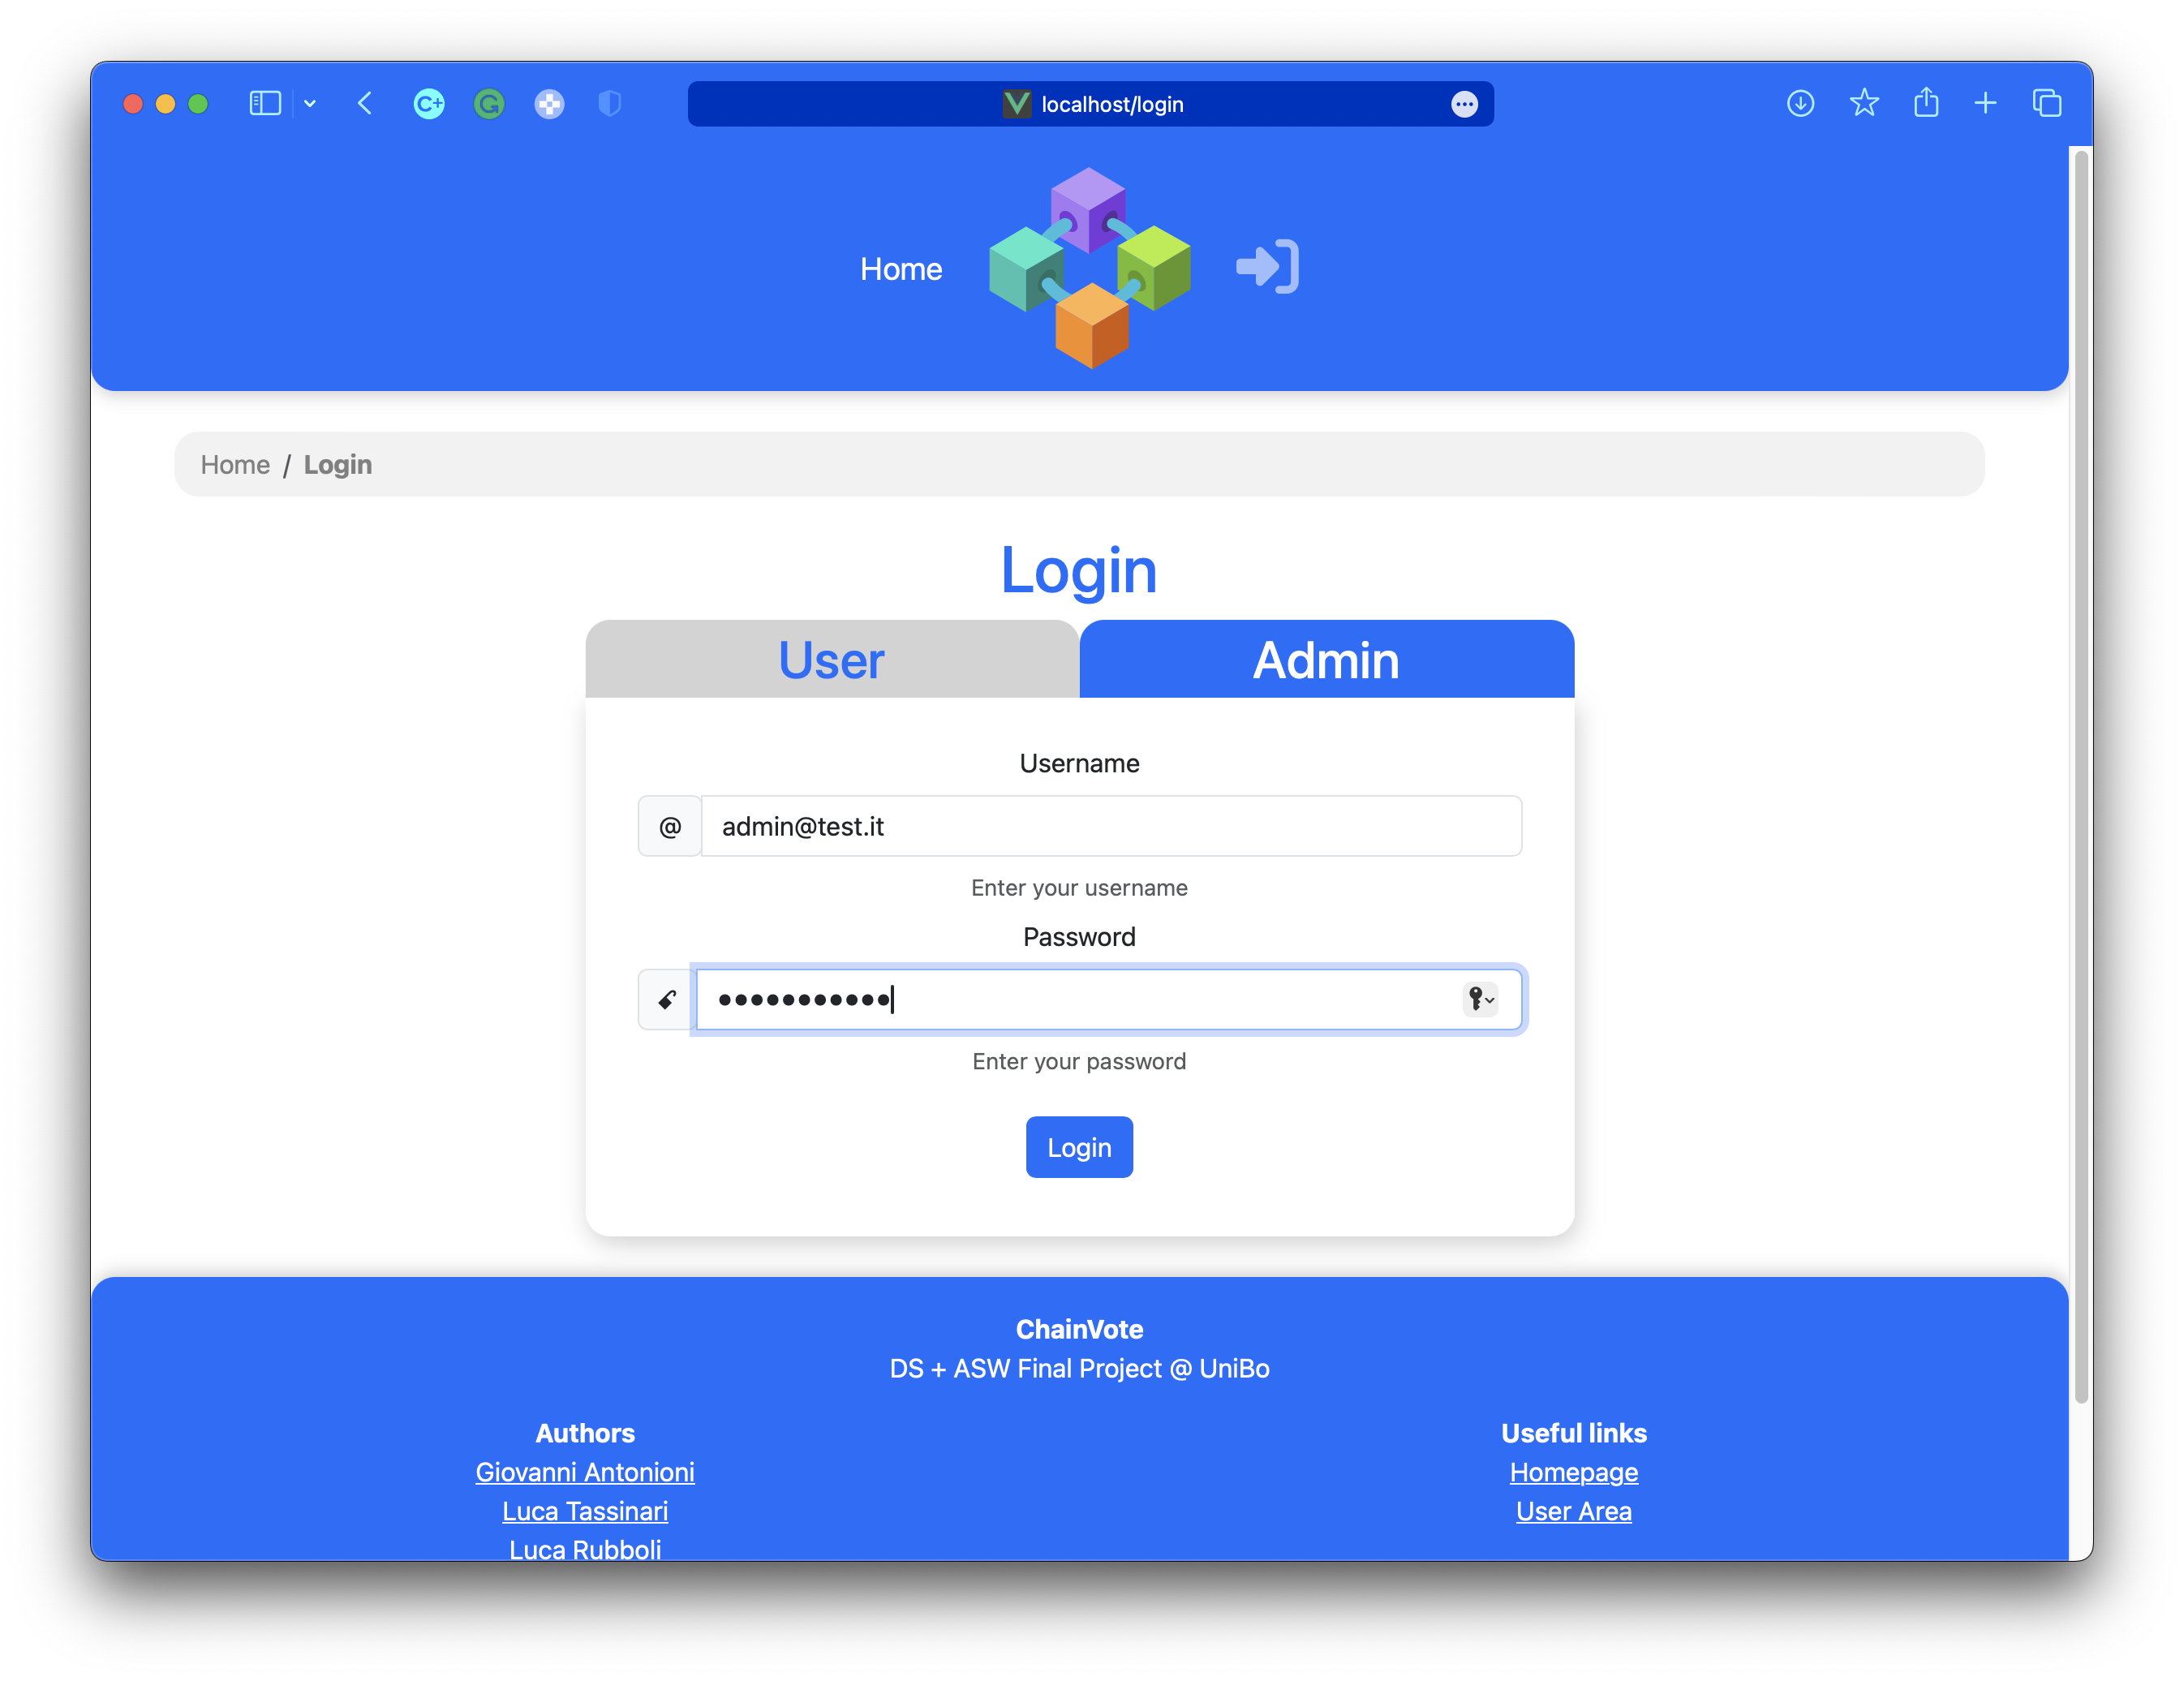 localhost/login
Home
Home / Login
Login
User Admin
Username
@ admin@test.it
Enter your username
Password
Enter your password
Login
ChainVote
DS + ASW Final Project @ UniBo
Authors
Giovanni Antonioni
Luca Tassinari
Luca Rubboli
Useful links
Homepage
User Area